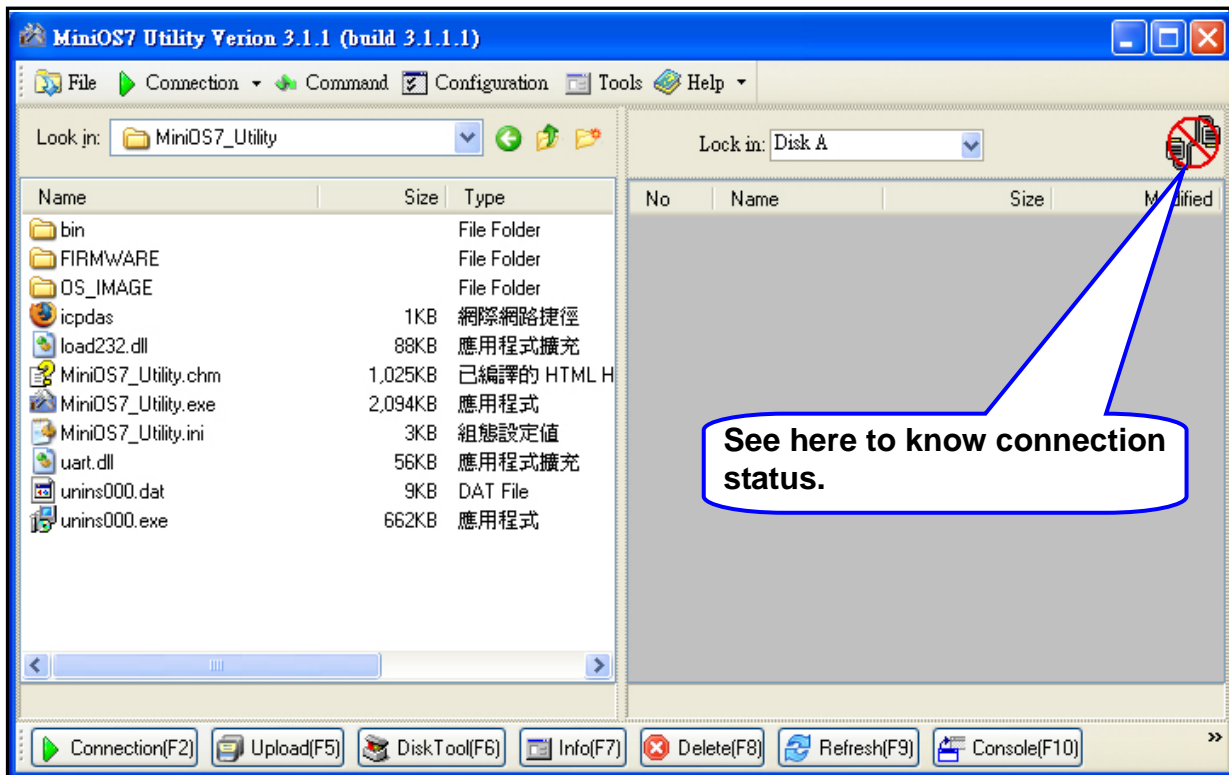 MiniOS7 Utility Verion 3.1.1 (build 3.1.1.1)
File Connection Command Configuration Tools Help
Look in: MiniOS7_Utility
Lock in: Disk A
Name Size Type
No Name Size Modified
bin File Folder
FIRMWARE File Folder
OS_IMAGE File Folder
icpdas 1KB 網際網路捷徑
load232.dll 88KB 應用程式擴充
MiniOS7_Utility.chm 1,025KB 已編譯的 HTML H
MiniOS7_Utility.exe 2,094KB 應用程式
MiniOS7_Utility.ini 3KB 組態設定值
uart.dll 56KB 應用程式擴充
unins000.dat 9KB DAT File
unins000.exe 662KB 應用程式
See here to know connection
status.
Connection(F2) Upload(F5) DiskTool(F6) Info(F7) Delete(F8) Refresh(F9) Console(F10) »